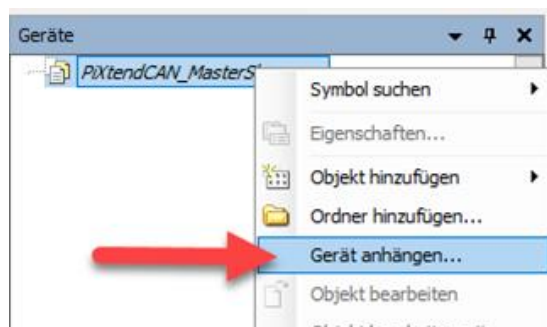 Geräte
PiXtendCAN_MasterS
Symbol suchen
Eigenschaften...
Objekt hinzufügen
Ordner hinzufügen...
Gerät anhängen...
Objekt bearbeiten